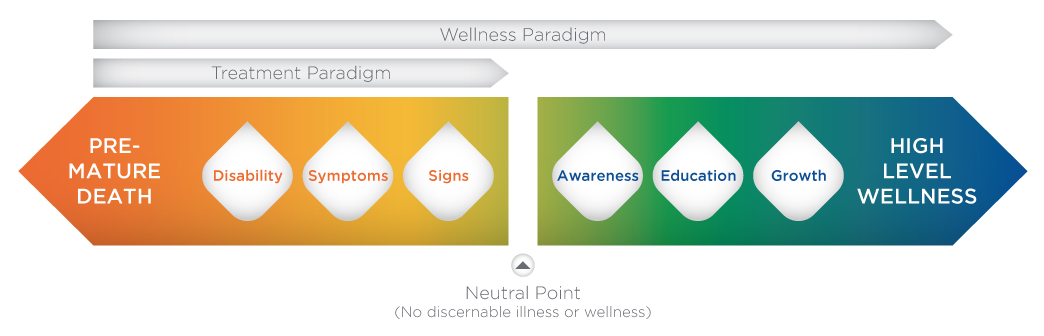 Wellness Paradigm
Treatment Paradigm
PRE-
MATURE
DEATH
Disability
Symptoms
Signs
Awareness
Education
Growth
HIGH
LEVEL
WELLNESS
Neutral Point
(No discernable illness or wellness)